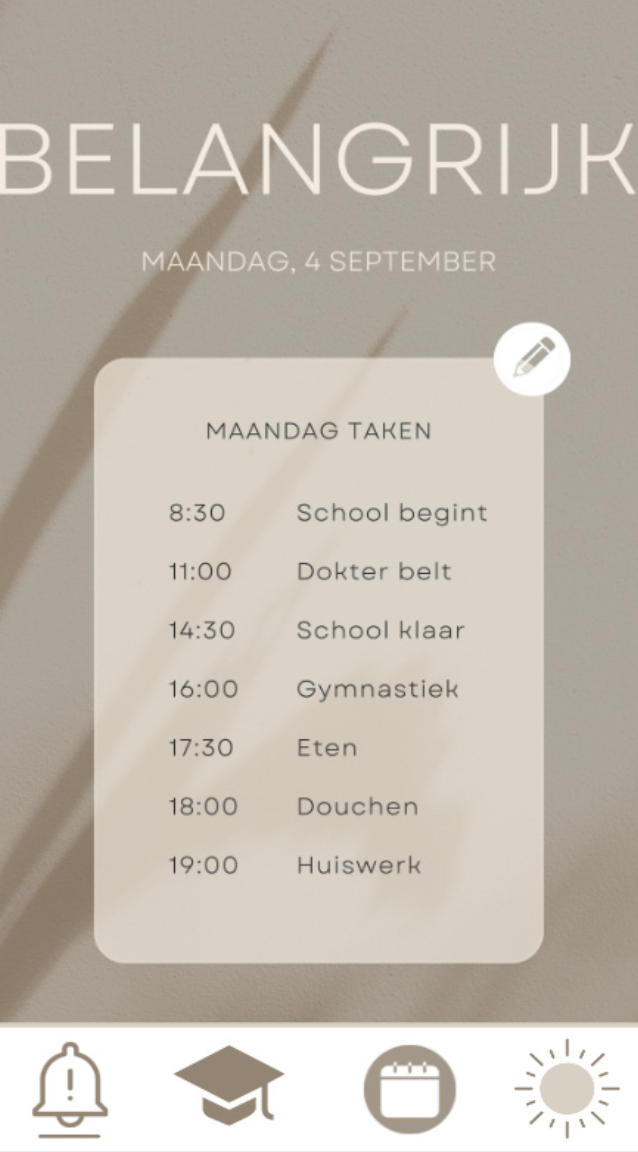 BELANGRIJK
MAANDAG, 4 SEPTEMBER
MAANDAG TAKEN
8:30 School begint
11:00 Dokter belt
14:30 School klaar
16:00 Gymnastiek
17:30 Eten
18:00 Douchen
19:00 Huiswerk